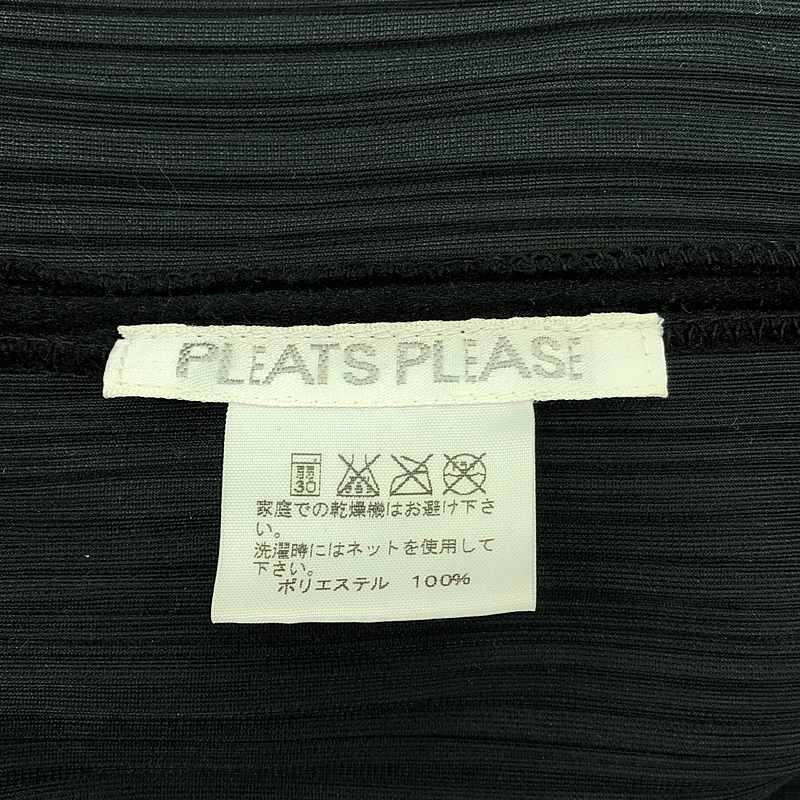 PLEATS PLEASE
弱
30
家庭での乾燥機はお避け下さ
い。
洗濯時にはネットを使用して
下さい。
ポリエステル 100%